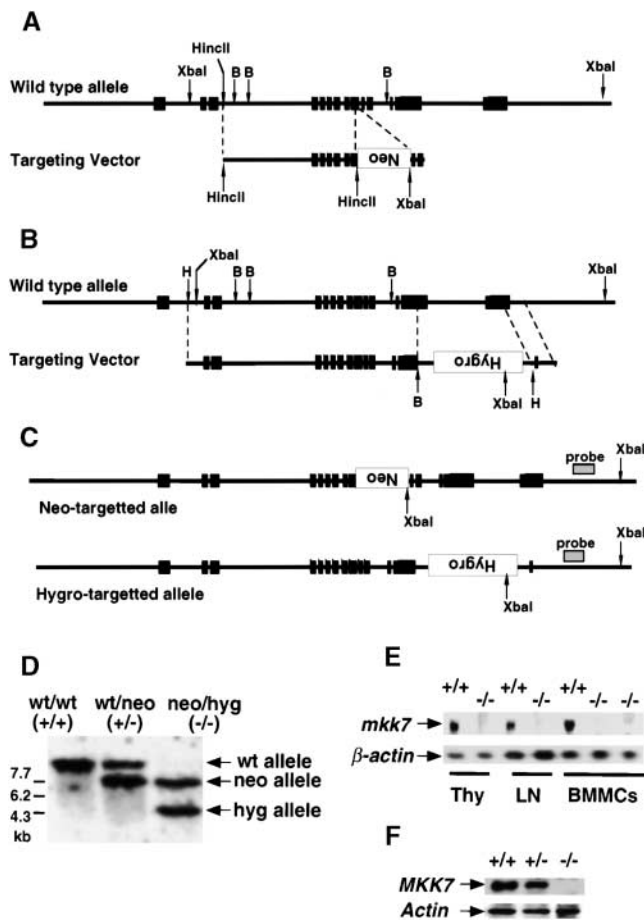 A
HincII
XbaI B B B XbaI
Wild type allele
Targeting Vector
Neo
HincII HincII XbaI
B
XbaI
H B B B XbaI
Wild type allele
Targeting Vector
Hygro
B XbaI H
C
probe XbaI
Neo
Neo-targetted alle
XbaI
probe XbaI
Hygro
Hygro-targetted allele
XbaI
D
wt/wt wt/neo neo/hyg
(+/+) (+/-) (-/-)
wt allele
7.7 neo allele
6.2
4.3 hyg allele
kb
E
+/+ -/- +/+ -/- +/+ -/- -/-
mkk7
β-actin
Thy LN BMMCs
F
+/+ +/- -/-
MKK7
Actin